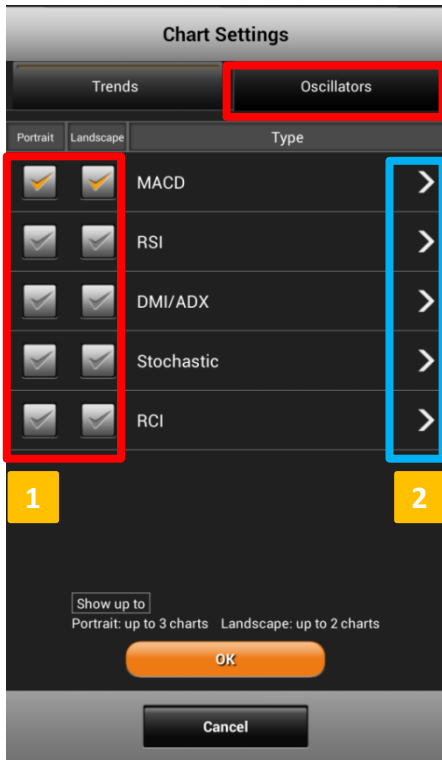 Chart Settings
Trends Oscillators
Portrait Landscape Type
MACD
RSI
DMI/ADX
Stochastic
RCI
1 2
Show up to
Portrait: up to 3 charts Landscape: up to 2 charts
OK
Cancel